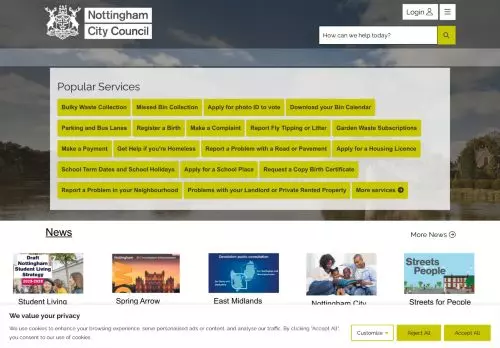 Nottingham
City Council
Login
How can we help today?
Popular Services
Bulky Waste Collection
Missed Bin Collection
Apply for photo ID to vote
Download your Bin Calendar
Parking and Bus Lanes
Register a Birth
Make a Complaint
Report Fly Tipping or Litter
Garden Waste Subscriptions
Make a Payment
Get Help if you're Homeless
Report a Problem with a Road or Pavement
Apply for a Housing Licence
School Term Dates and School Holidays
Apply for a School Place
Request a Copy Birth Certificate
Report a Problem in your Neighbourhood
Problems with your Landlord or Private Rented Property
More services
News
More News
Draft
Nottingham
Student Living
Strategy
Nottingham
Devolution public consultation
Streets
People
Student Living
Spring Arrow
East Midlands
Nottingham City
Streets for People
We value your privacy
We use cookies to enhance your browsing experience, serve personalised ads or content, and analyse our traffic. By clicking "Accept All",
you consent to our use of cookies.
Customize
Reject All
Accept All